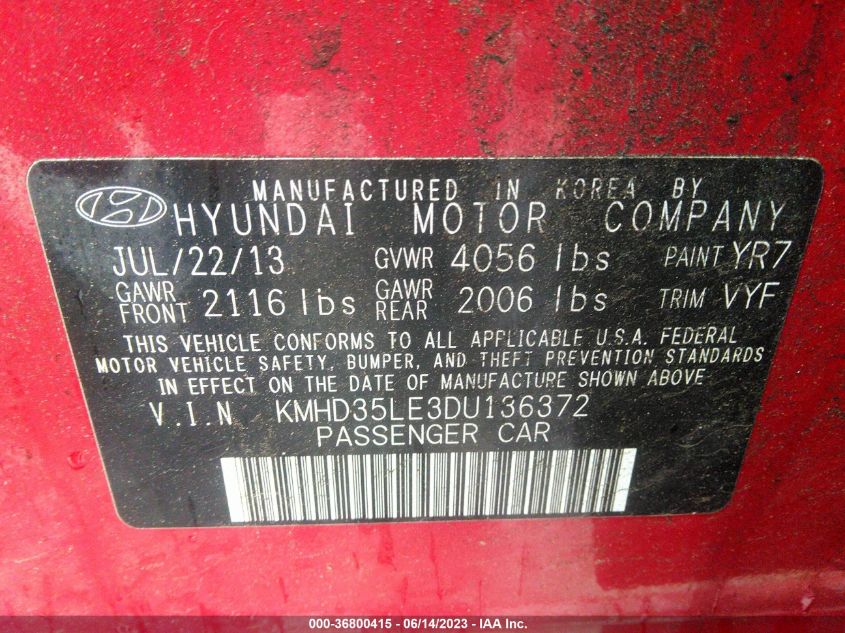 MANUFACTURED IN KOREA BY
HYUNDAI MOTOR COMPANY
JUL/22/13 GVWR 4056 lbs PAINT YR7
GAWR FRONT 2116 lbs GAWR REAR 2006 lbs TRIM VYF
THIS VEHICLE CONFORMS TO ALL APPLICABLE U.S.A. FEDERAL
MOTOR VEHICLE SAFETY, BUMPER, AND THEFT PREVENTION STANDARDS
IN EFFECT ON THE DATE OF MANUFACTURE SHOWN ABOVE
V.I.N KMHD35LE3DU136372
PASSENGER CAR
000-36800415 - 06/14/2023 - IAA Inc.